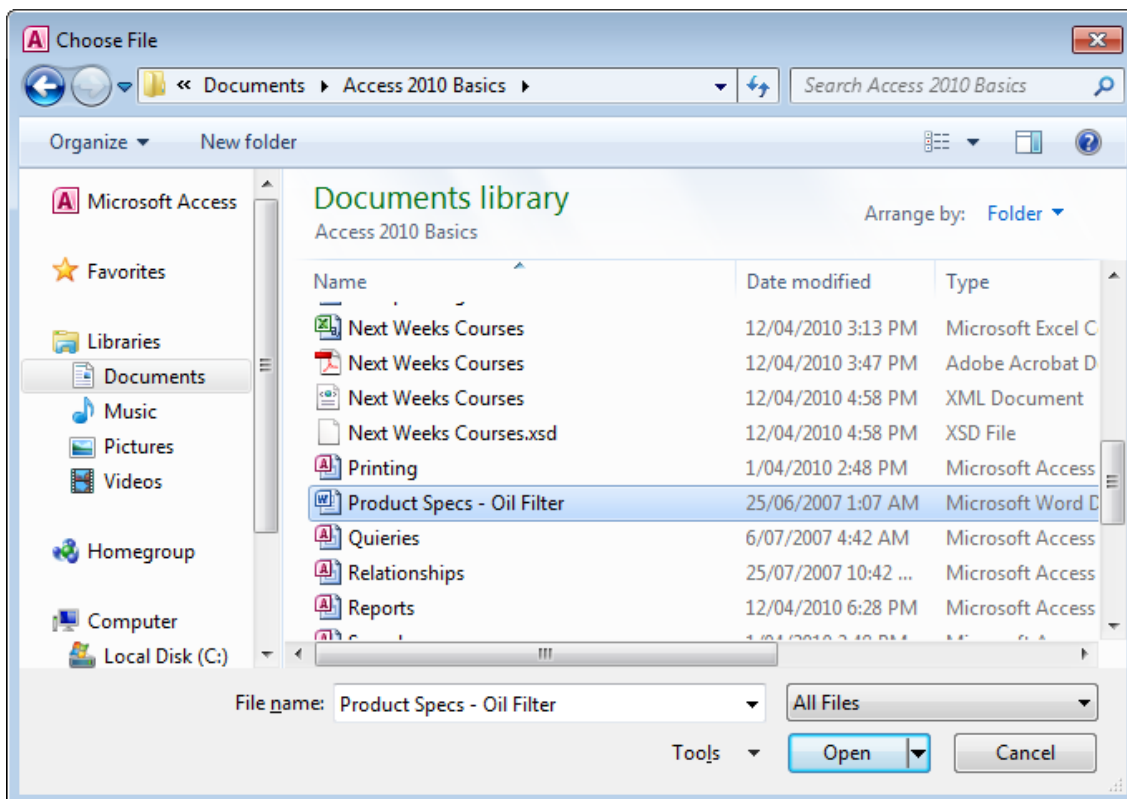 Choose File
« Documents Access 2010 Basics Search Access 2010 Basics
Organize New folder
Microsoft Access
Favorites
Libraries
Documents
Music
Pictures
Videos
Homegroup
Computer
Local Disk (C:)
Documents library
Access 2010 Basics
Arrange by: Folder
Name Date modified Type
Next Weeks Courses 12/04/2010 3:13 PM Microsoft Excel C
Next Weeks Courses 12/04/2010 3:47 PM Adobe Acrobat D
Next Weeks Courses 12/04/2010 4:58 PM XML Document
Next Weeks Courses.xsd 12/04/2010 4:58 PM XSD File
Printing 1/04/2010 2:48 PM Microsoft Access
Product Specs - Oil Filter 25/06/2007 1:07 AM Microsoft Word D
Quieries 6/07/2007 4:42 AM Microsoft Access
Relationships 25/07/2007 10:42 ... Microsoft Access
Reports 12/04/2010 6:28 PM Microsoft Access
File name: Product Specs - Oil Filter All Files
Tools Open Cancel